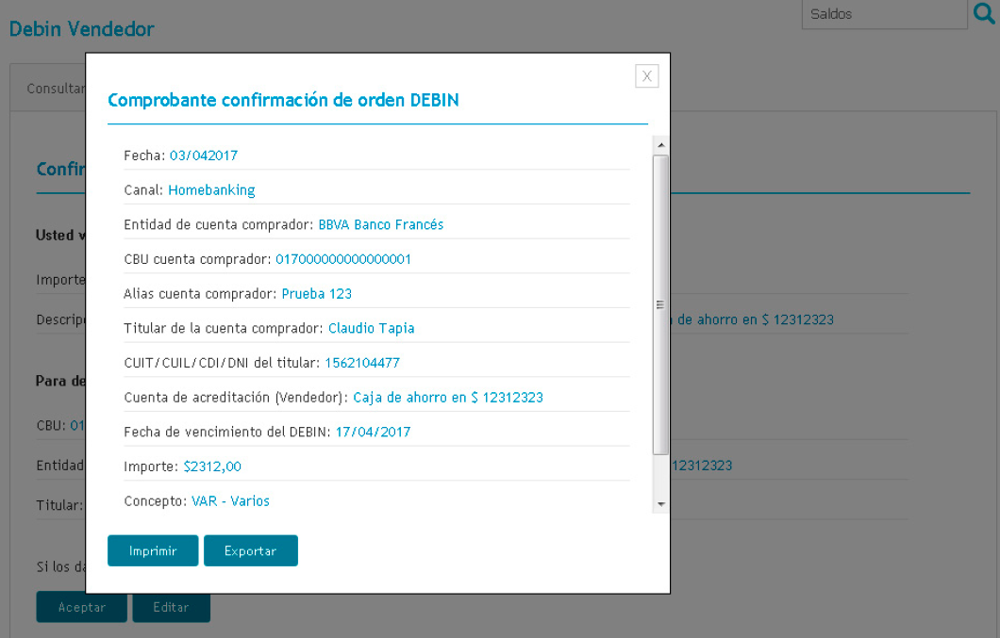 Saldos
Debin Vendedor
X
Consultar
Comprobante confirmación de orden DEBIN
Fecha: 03/042017
Canal: Homebanking
Entidad de cuenta comprador: BBVA Banco Francés
CBU cuenta comprador: 017000000000000001
Alias cuenta comprador: Prueba 123
Titular de la cuenta comprador: Claudio Tapia
CUIT/CUIL/CDI/DNI del titular: 1562104477
Cuenta de acreditación (Vendedor): Caja de ahorro en $ 12312323
Fecha de vencimiento del DEBIN: 17/04/2017
Importe: $2312,00
Concepto: VAR - Varios
Imprimir Exportar
Confir
Usted v
Importe
Descrip de ahorro en $ 12312323
Para de
CBU: 01
Entidad 12312323
Titular:
Si los da
Aceptar Editar